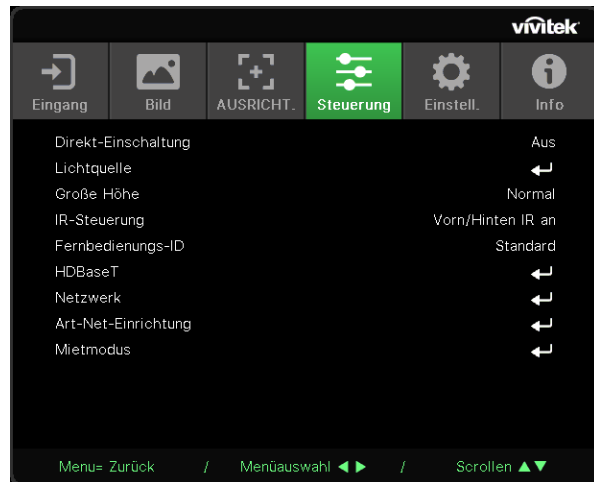 vivitek
Eingang Bild AUSRICHT. Steuerung Einstell. Info
Direkt-Einschaltung Aus
Lichtquelle
Große Höhe Normal
IR-Steuerung Vorn/Hinten IR an
Fernbedienungs-ID Standard
HDBaseT
Netzwerk
Art-Net-Einrichtung
Mietmodus
Menu= Zurück / Menüauswahl ◀ ▶ / Scrollen ▲▼